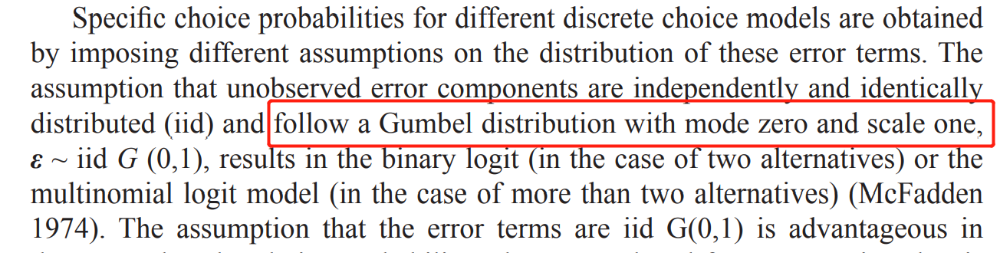 Specific choice probabilities for different discrete choice models are obtained
by imposing different assumptions on the distribution of these error terms. The
assumption that unobserved error components are independently and identically
distributed (iid) and follow a Gumbel distribution with mode zero and scale one,
ε ~ iid G (0,1), results in the binary logit (in the case of two alternatives) or the
multinomial logit model (in the case of more than two alternatives) (McFadden
1974). The assumption that the error terms are iid G(0,1) is advantageous in